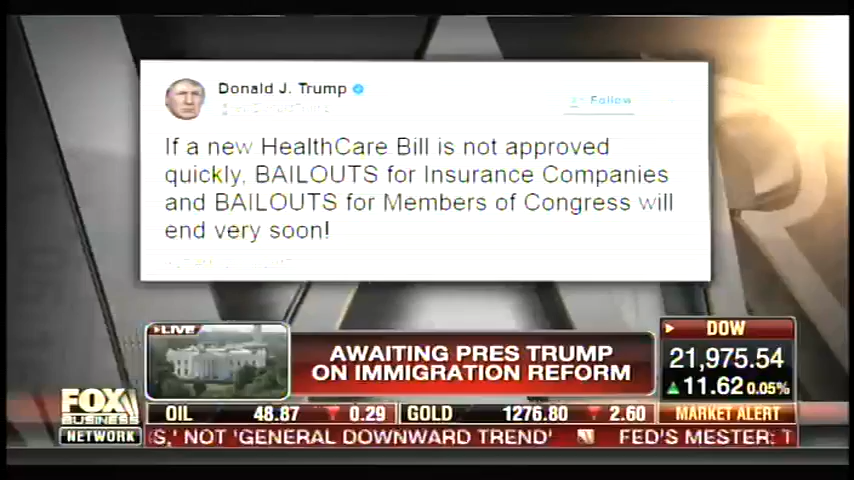 Donald J. Trump
Follow
If a new HealthCare Bill is not approved
quickly, BAILOUTS for Insurance Companies
and BAILOUTS for Members of Congress will
end very soon!
LIVE
AWAITING PRES TRUMP
ON IMMIGRATION REFORM
DOW
21,975.54
11.62 0.05%
MARKET ALERT
FOX
BUSINESS
NETWORK
OIL 48.87 0.29 GOLD 1276.80 2.60
S,' NOT 'GENERAL DOWNWARD TREND' FED'S MESTER: T